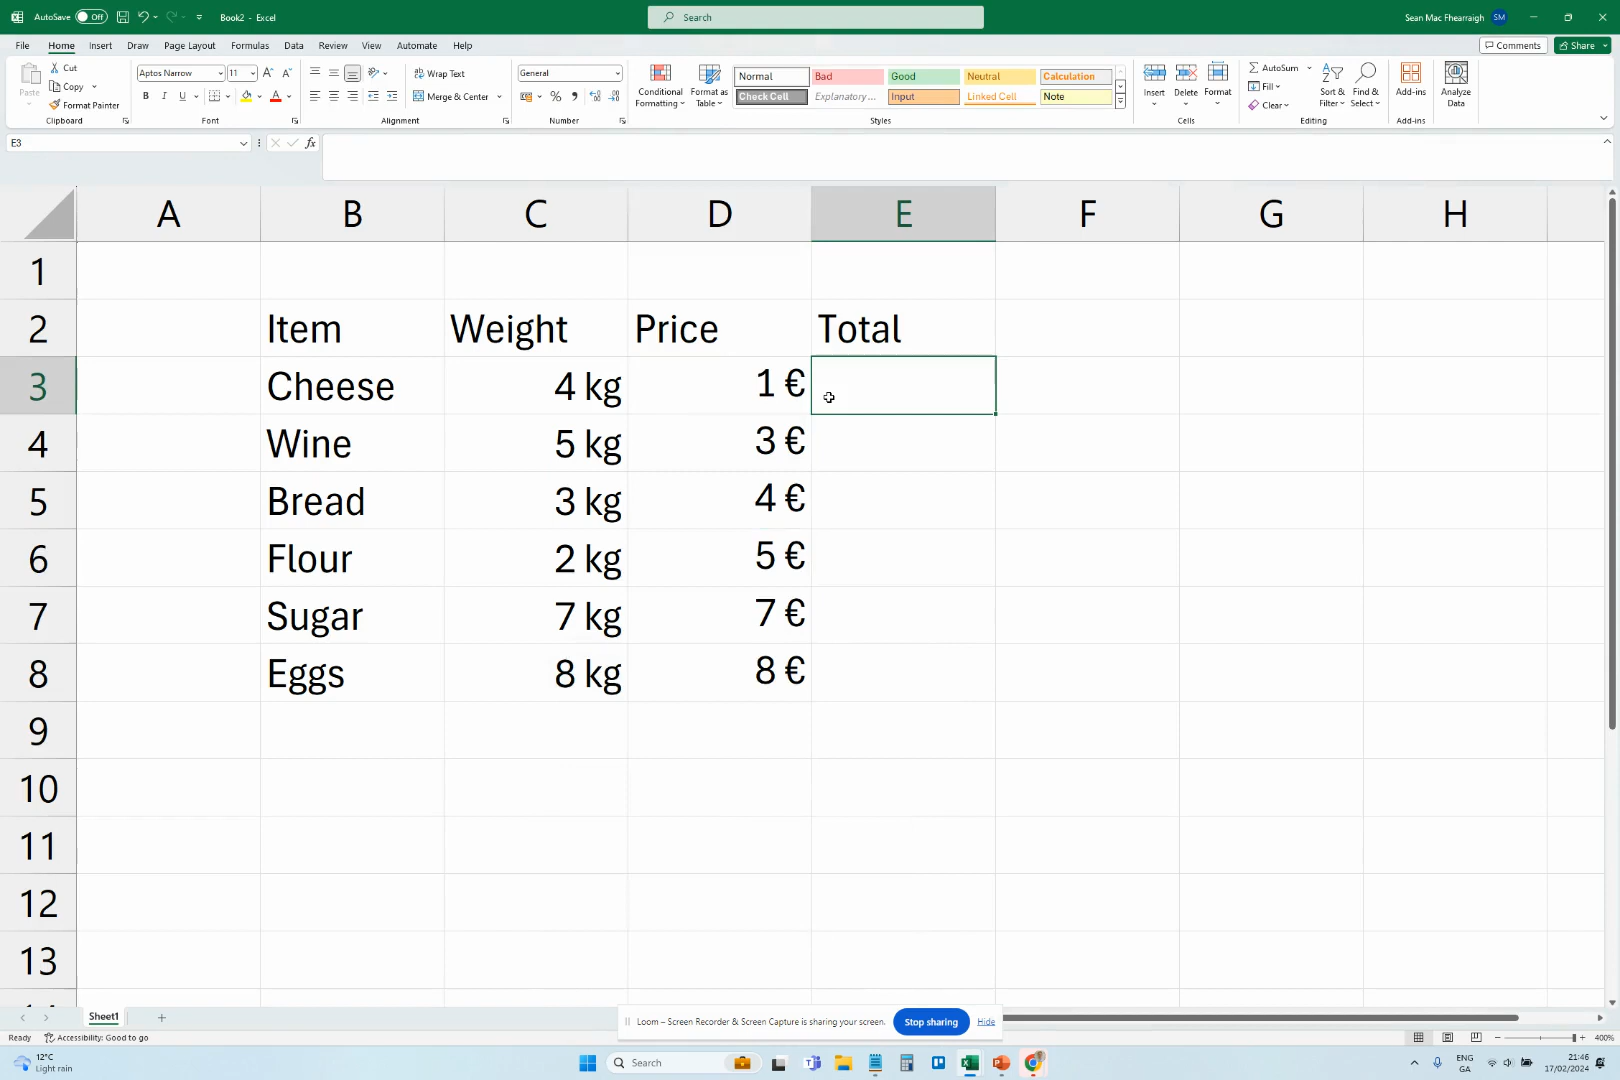 AutoSave Off Book2 - Excel Search Sean Mac Fhearraigh SM
File Home Insert Draw Page Layout Formulas Data Review View Automate Help Comments Share
Paste Cut Copy Format Painter Clipboard
Aptos Narrow 11 B I U A Font
Wrap Text Merge & Center Alignment
General % Number
Conditional Formatting Format as Table
Normal Bad Good Neutral Calculation
Check Cell Explanatory ... Input Linked Cell Note
Styles
Insert Delete Format Cells
AutoSum Fill Clear Sort & Filter Find & Select Editing
Add-ins Add-ins
Analyze Data
E3 fx
A B C D E F G H
1
2 Item Weight Price Total
3 Cheese 4 kg 1 €
4 Wine 5 kg 3 €
5 Bread 3 kg 4 €
6 Flour 2 kg 5 €
7 Sugar 7 kg 7 €
8 Eggs 8 kg 8 €
9
10
11
12
13
Sheet1
Loom – Screen Recorder & Screen Capture is sharing your screen. Stop sharing Hide
Ready Accessibility: Good to go 400%
12°C
Light rain
Search
ENG
GA
21:46
17/02/2024